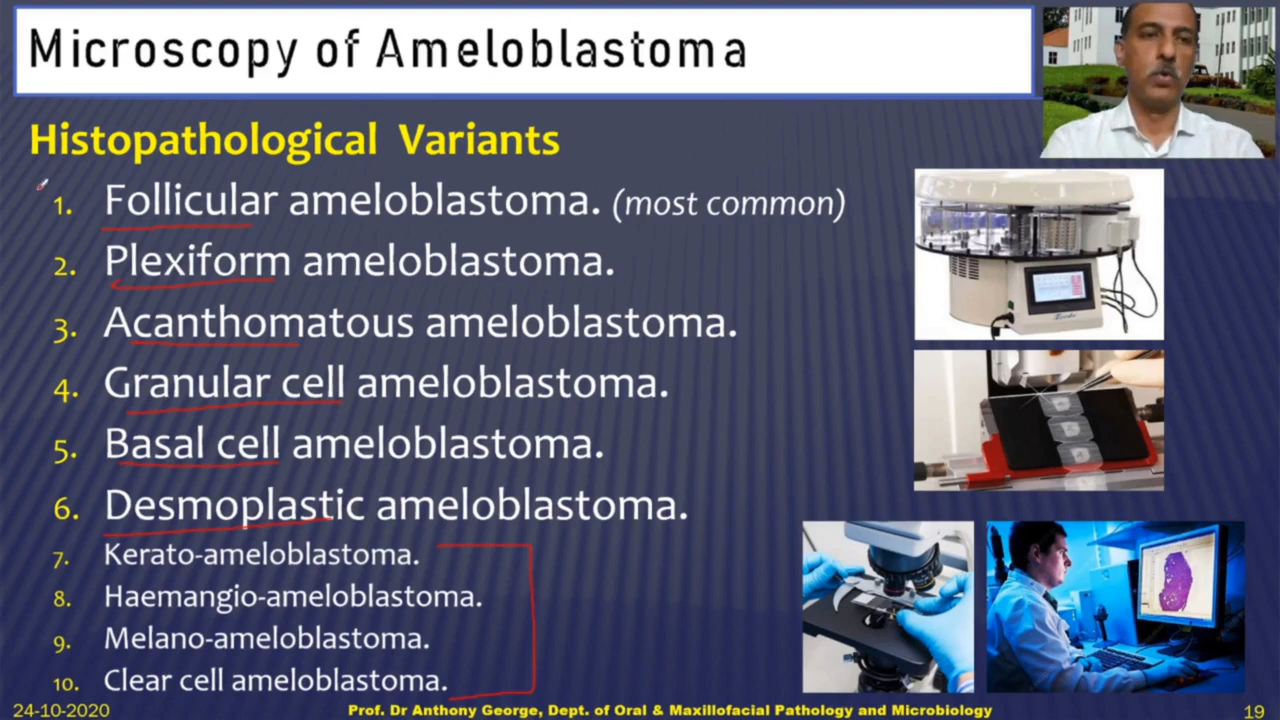 Microscopy of Ameloblastoma
Histopathological Variants
1. Follicular ameloblastoma. (most common)
2. Plexiform ameloblastoma.
3. Acanthomatous ameloblastoma.
4. Granular cell ameloblastoma.
5. Basal cell ameloblastoma.
6. Desmoplastic ameloblastoma.
7. Kerato-ameloblastoma.
8. Haemangio-ameloblastoma.
9. Melano-ameloblastoma.
10. Clear cell ameloblastoma.
24-10-2020 Prof. Dr Anthony George, Dept. of Oral & Maxillofacial Pathology and Microbiology 19